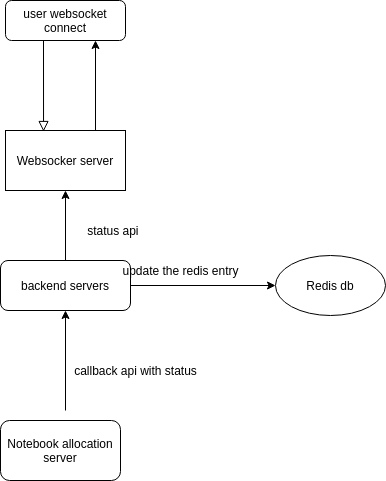 user websocket
connect
Websocker server
status api
update the redis entry
backend servers
Redis db
callback api with status
Notebook allocation
server